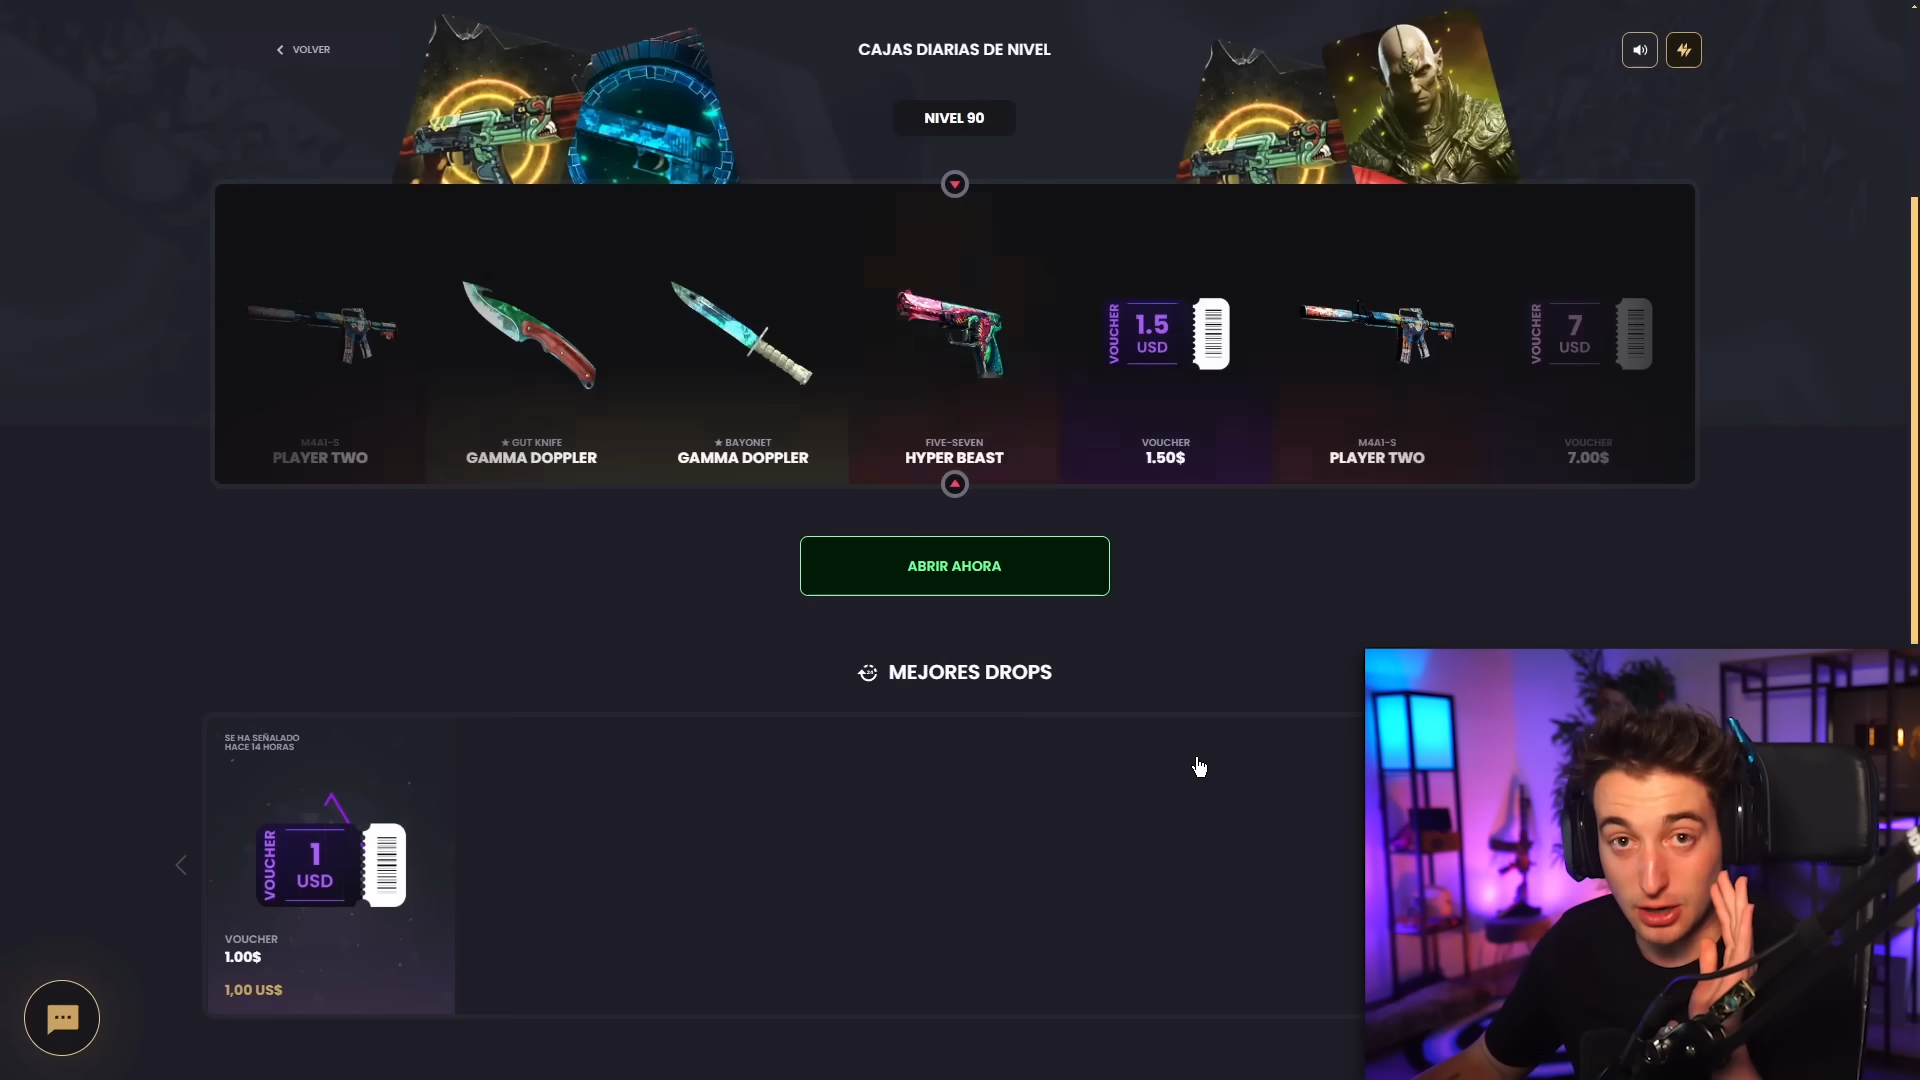 VOLVER
CAJAS DIARIAS DE NIVEL
NIVEL 90
VOUCHER
1.5
USD
VOUCHER
7
USD
M4A1-S
PLAYER TWO
★ GUT KNIFE
GAMMA DOPPLER
★ BAYONET
GAMMA DOPPLER
FIVE-SEVEN
HYPER BEAST
VOUCHER
1.50$
M4A1-S
PLAYER TWO
VOUCHER
7.00$
ABRIR AHORA
MEJORES DROPS
SE HA SEÑALADO
HACE 14 HORAS
VOUCHER
1
USD
VOUCHER
1.00$
1,00 US$